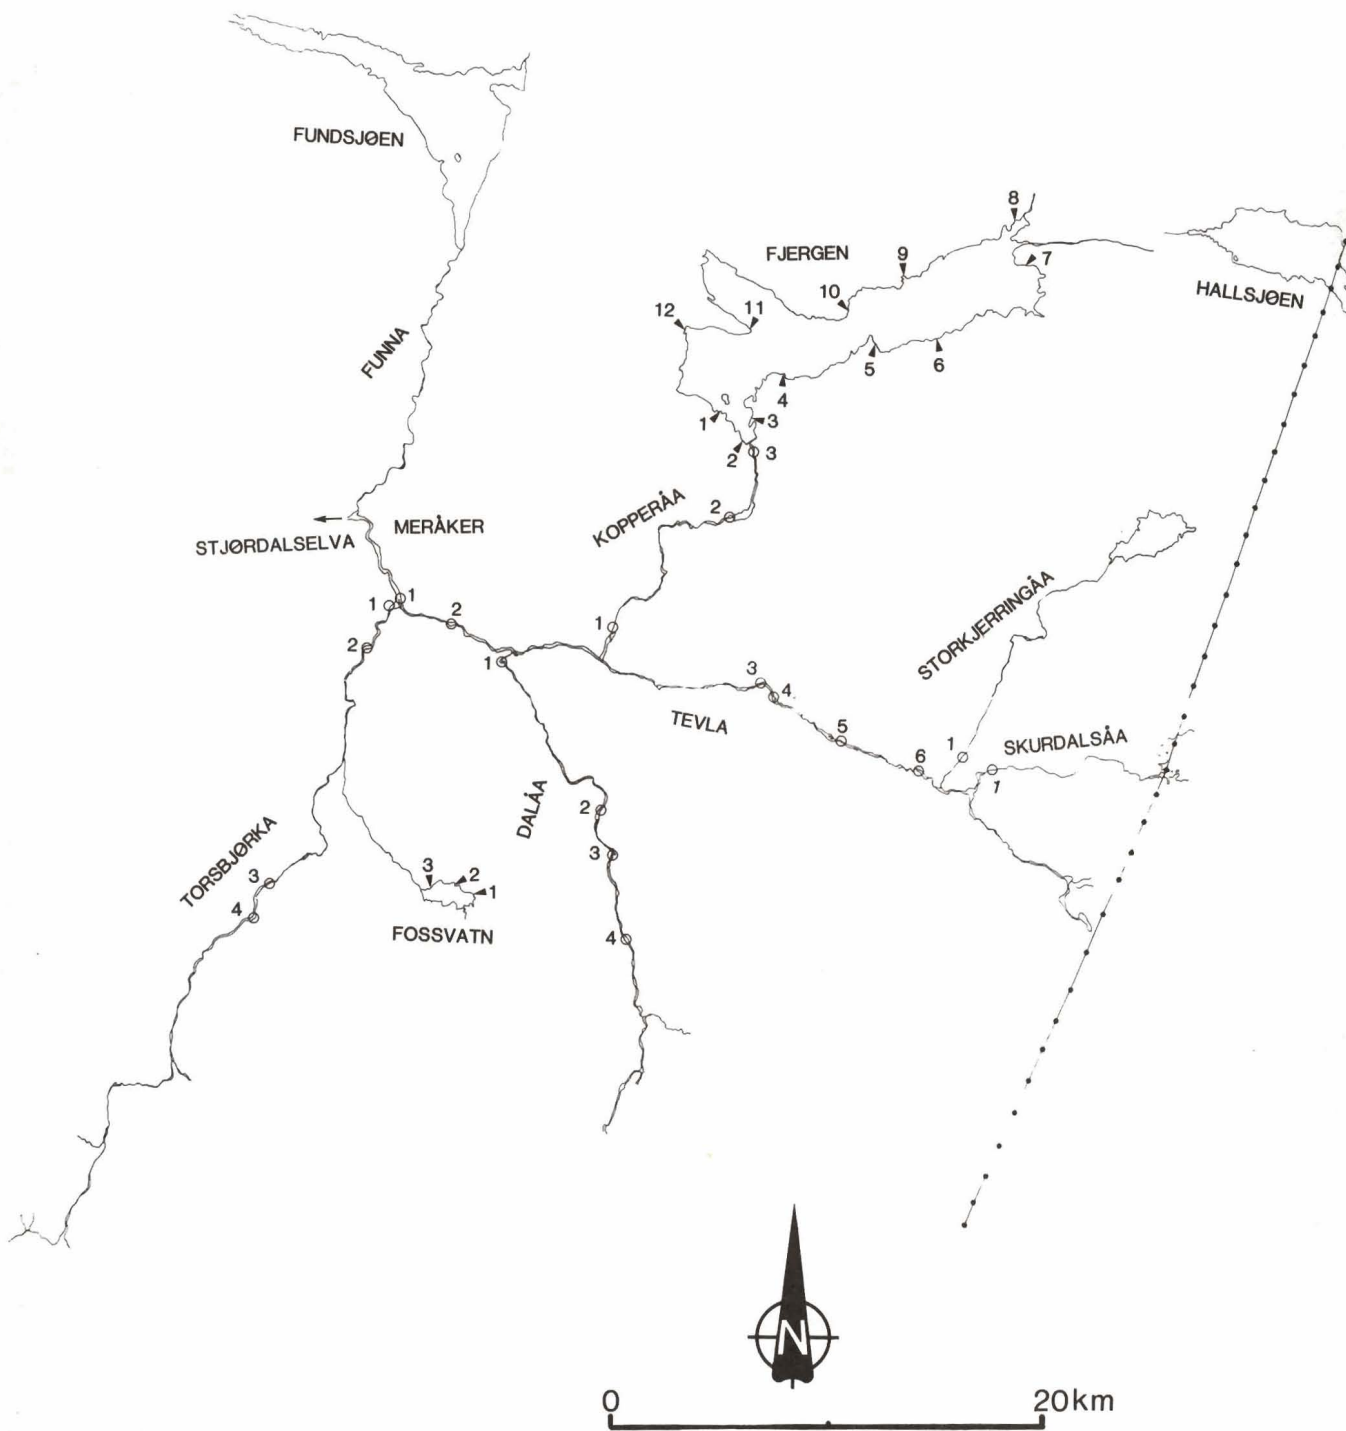 FUNDSJØEN
8
FJERGEN
9
7
HALLSJØEN
10
12
11
FUNNA
5
6
4
1
3
2
3
KOPPERÅA
2
MERÅKER
STJØRDALSELVA
STORKJERRINGÅA
1
1
2
1
2
1
3
4
TEVLA
5
6
1
SKURDALSÅA
1
DALÅA
2
3
4
TORSBJØRKA
3
4
3
2
1
FOSSVATN
N
0
20km